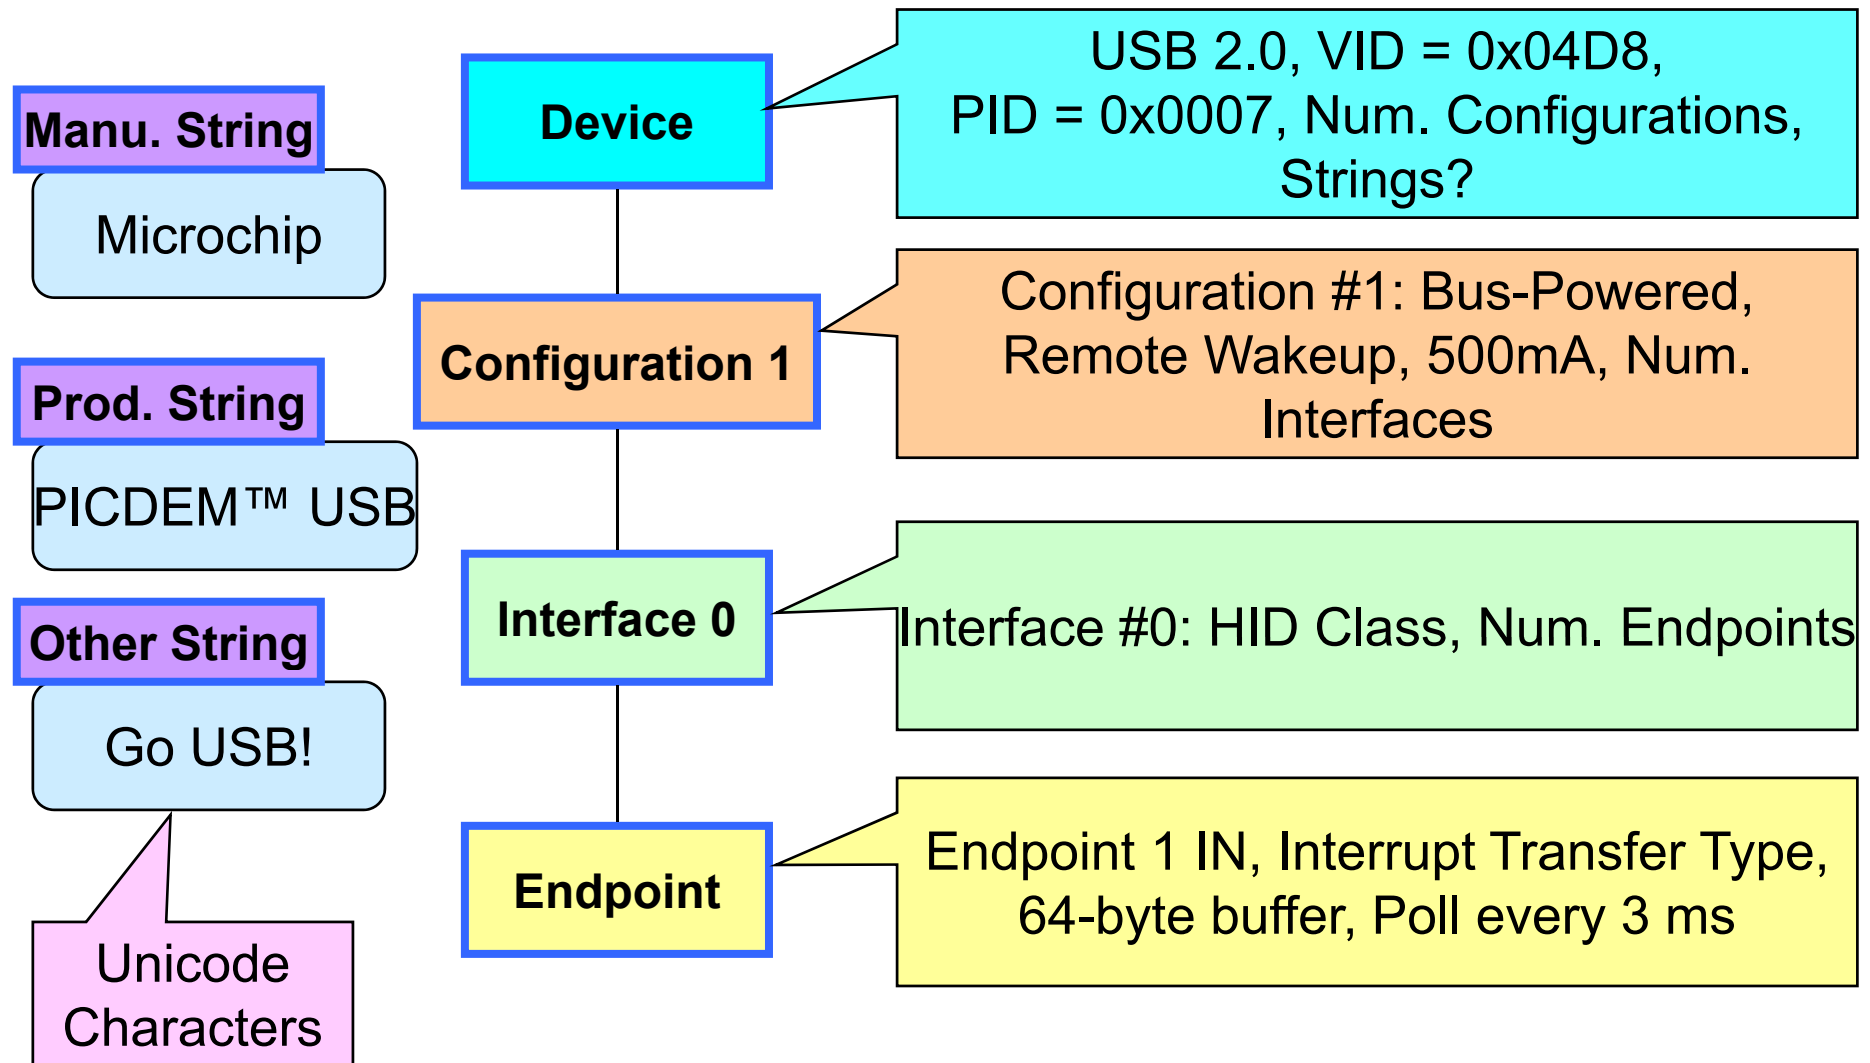 Manu. String
Microchip
Prod. String
PICDEM™ USB
Other String
Go USB!
Unicode
Characters
Device
Configuration 1
Interface 0
Endpoint
USB 2.0, VID = 0x04D8,
PID = 0x0007, Num. Configurations,
Strings?
Configuration #1: Bus-Powered,
Remote Wakeup, 500mA, Num.
Interfaces
Interface #0: HID Class, Num. Endpoints
Endpoint 1 IN, Interrupt Transfer Type,
64-byte buffer, Poll every 3 ms